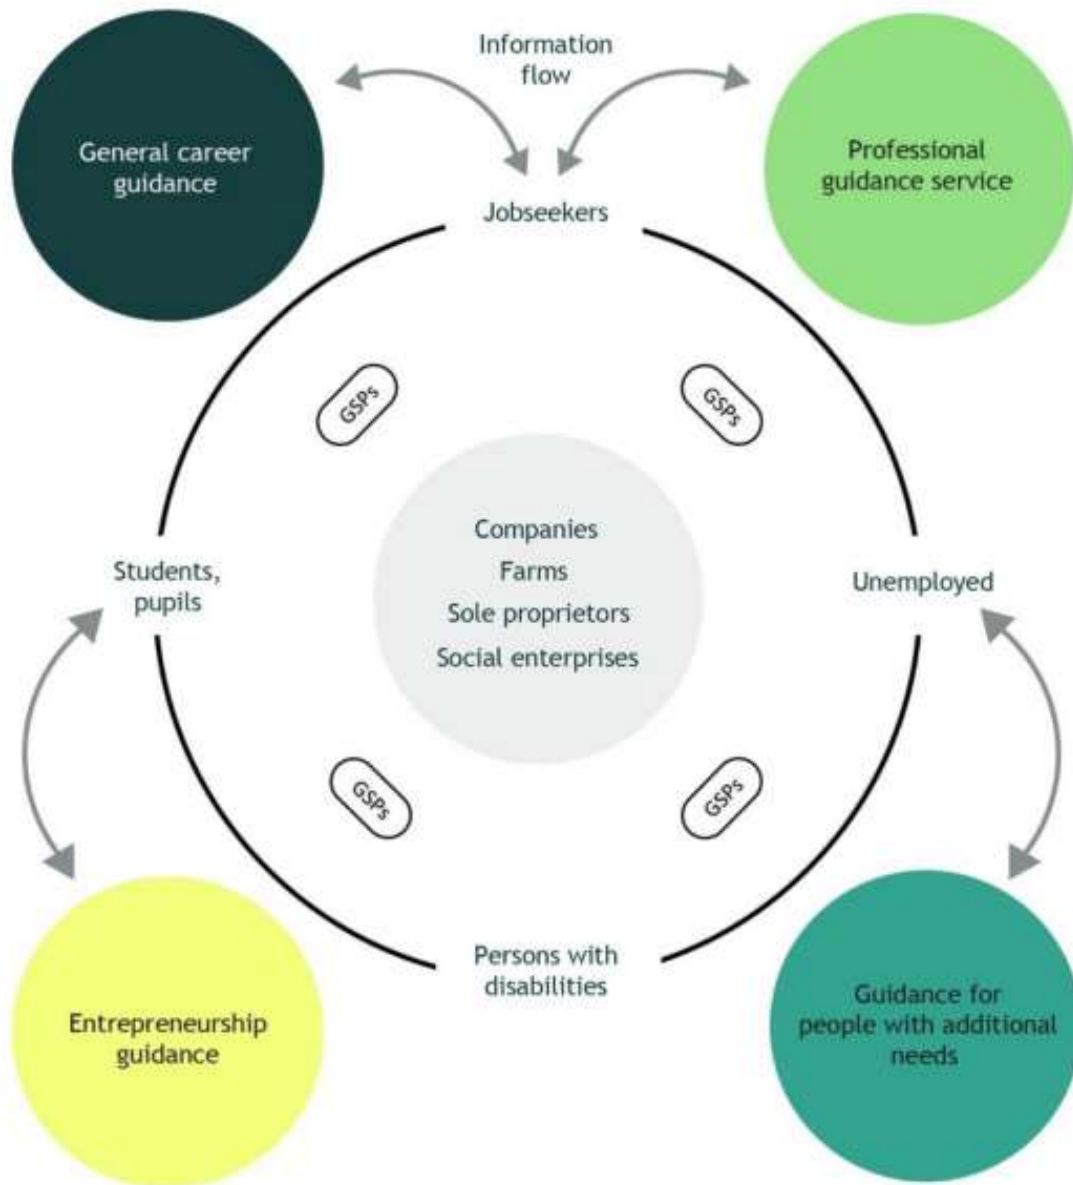 Information
flow
General career
guidance
Professional
guidance service
Jobseekers
GSPs
GSPs
Companies
Farms
Sole proprietors
Social enterprises
Students,
pupils
Unemployed
GSPs
GSPs
Persons with
disabilities
Entrepreneurship
guidance
Guidance for
people with additional
needs